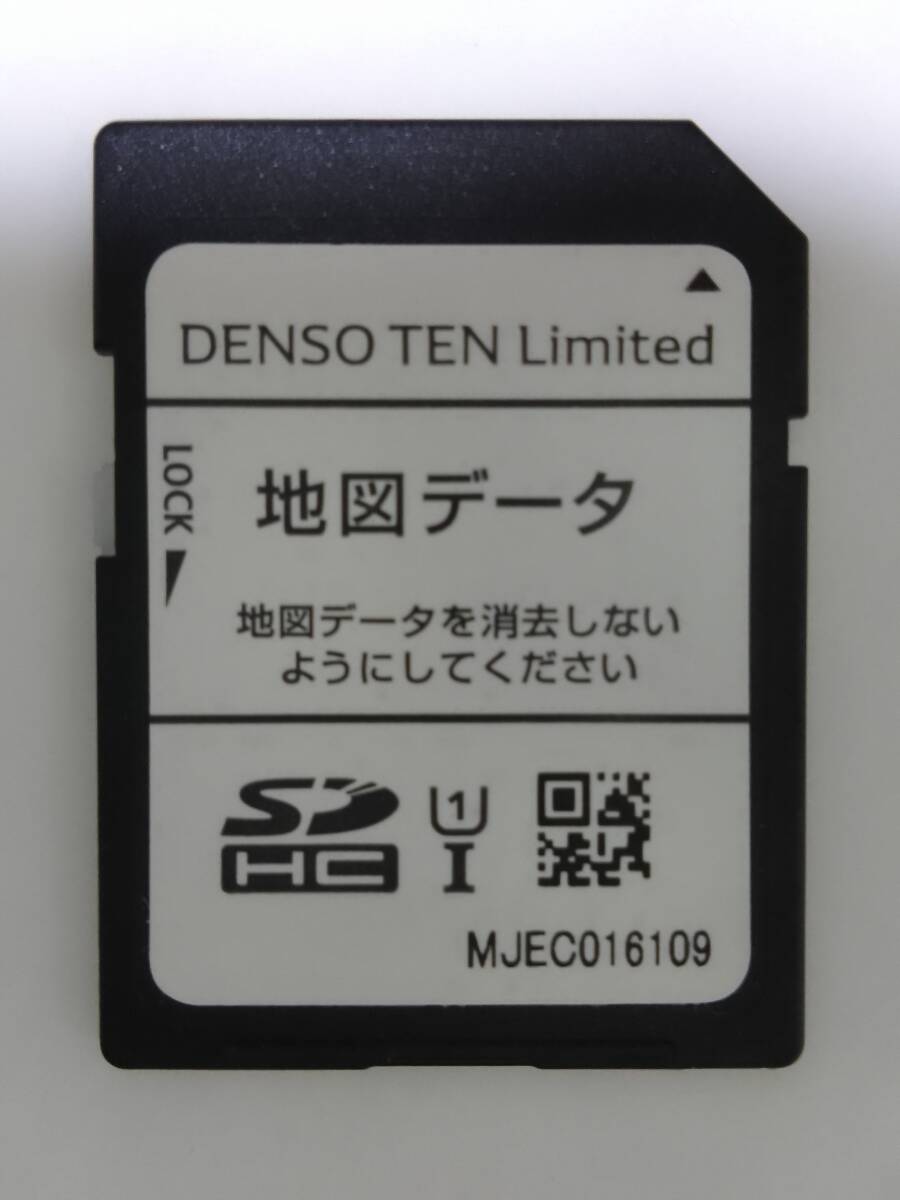 DENSO TEN Limited
LOCK
地図データ
地図データを消去しない
ようにしてください
SD
HC
1
I
MJEC016109